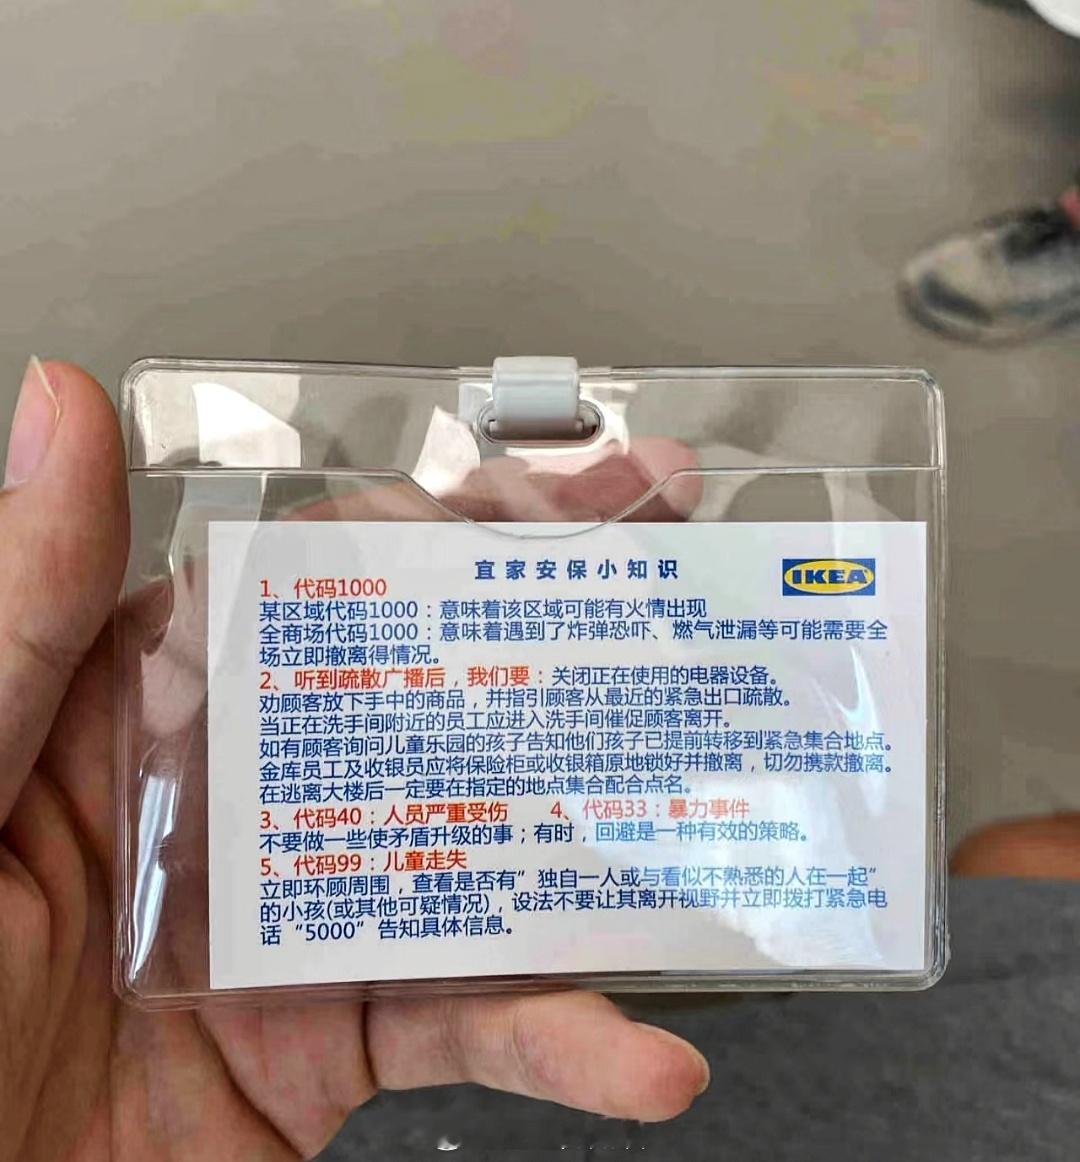 宜家安保小知识
IKEA
1、代码1000
某区域代码1000：意味着该区域可能有火情出现
全商场代码1000：意味着遇到了炸弹恐吓、燃气泄漏等可能需要全
场立即撤离得情况。
2、听到疏散广播后，我们要：关闭正在使用的电器设备。
劝顾客放下手中的商品，并指引顾客从最近的紧急出口疏散。
当正在洗手间附近的员工应进入洗手间催促顾客离开。
如有顾客询问儿童乐园的孩子告知他们孩子已提前转移到紧急集合地点。
金库员工及收银员应将保险柜或收银箱原地锁好并撤离，切勿携款撤离。
在逃离大楼后一定要在指定的地点集合配合点名。
3、代码40：人员严重受伤 4、代码33：暴力事件
不要做一些使矛盾升级的事；有时，回避是一种有效的策略。
5、代码99：儿童走失
立即环顾周围，查看是否有”独自一人或与看似不熟悉的人在一起”
的小孩(或其他可疑情况)，设法不要让其离开视野并立即拨打紧急电
话“5000”告知具体信息。